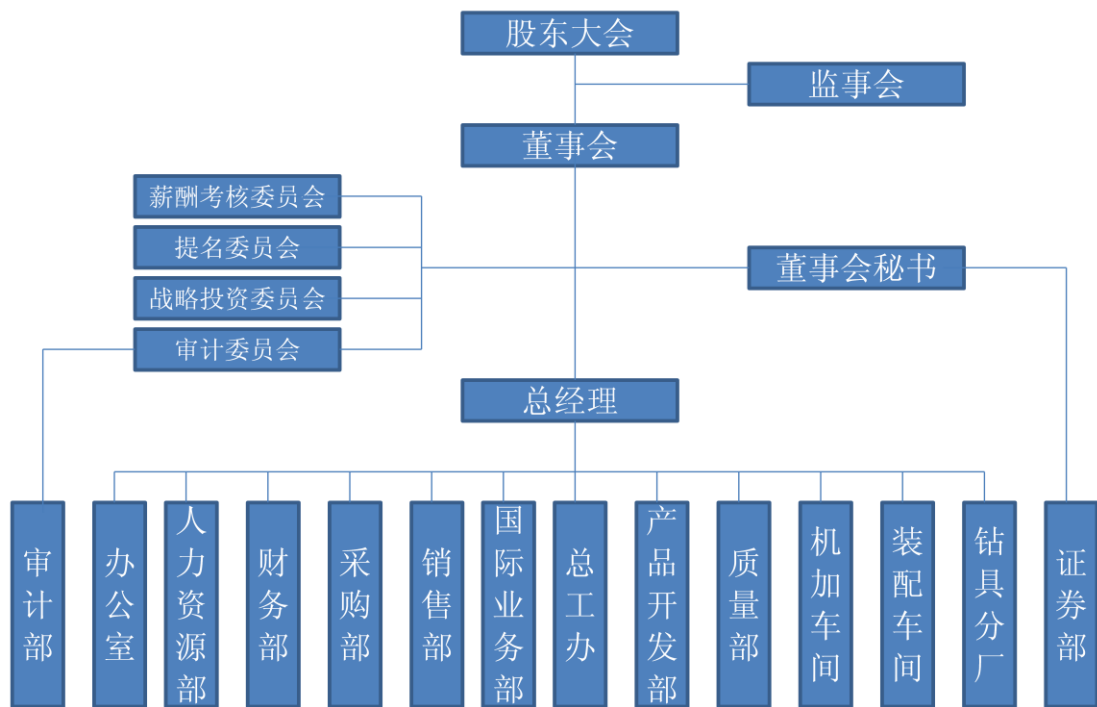 股东大会
监事会
董事会
薪酬考核委员会
提名委员会
董事会秘书
战略投资委员会
审计委员会
总经理
审计部
办公室
人力资源部
财务部
采购部
销售部
国际业务部
总工办
产品开发部
质量部
机加车间
装配车间
钻具分厂
证券部